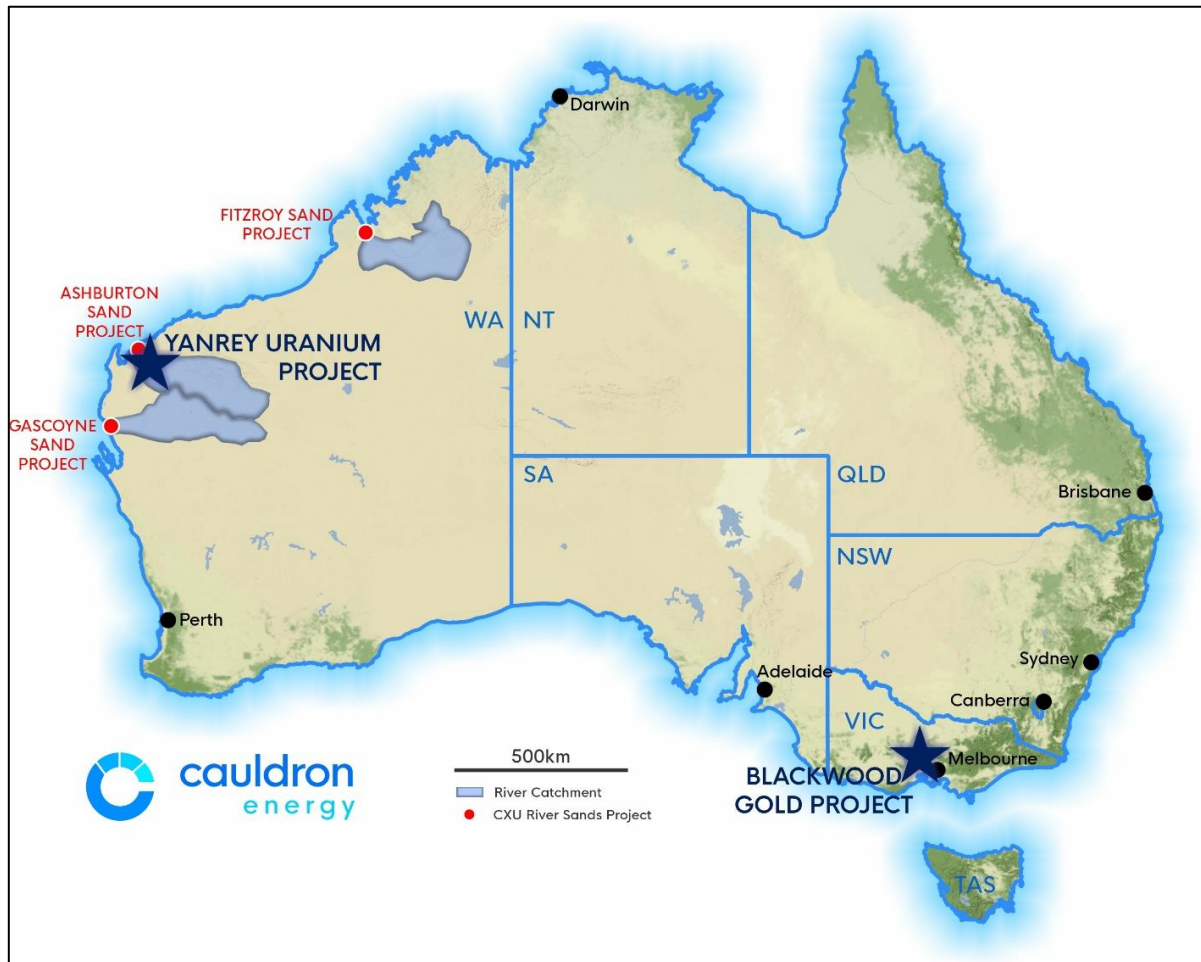 Darwin
FITZROY SAND
PROJECT
ASHBURTON
SAND
PROJECT
WA
NT
YANREY URANIUM
PROJECT
GASCOYNE
SAND
PROJECT
SA
QLD
Brisbane
NSW
Perth
Sydney
Adelaide
Canberra
VIC
Melbourne
BLACKWOOD
GOLD PROJECT
cauldron
energy
500km
River Catchment
CXU River Sands Project
TAS